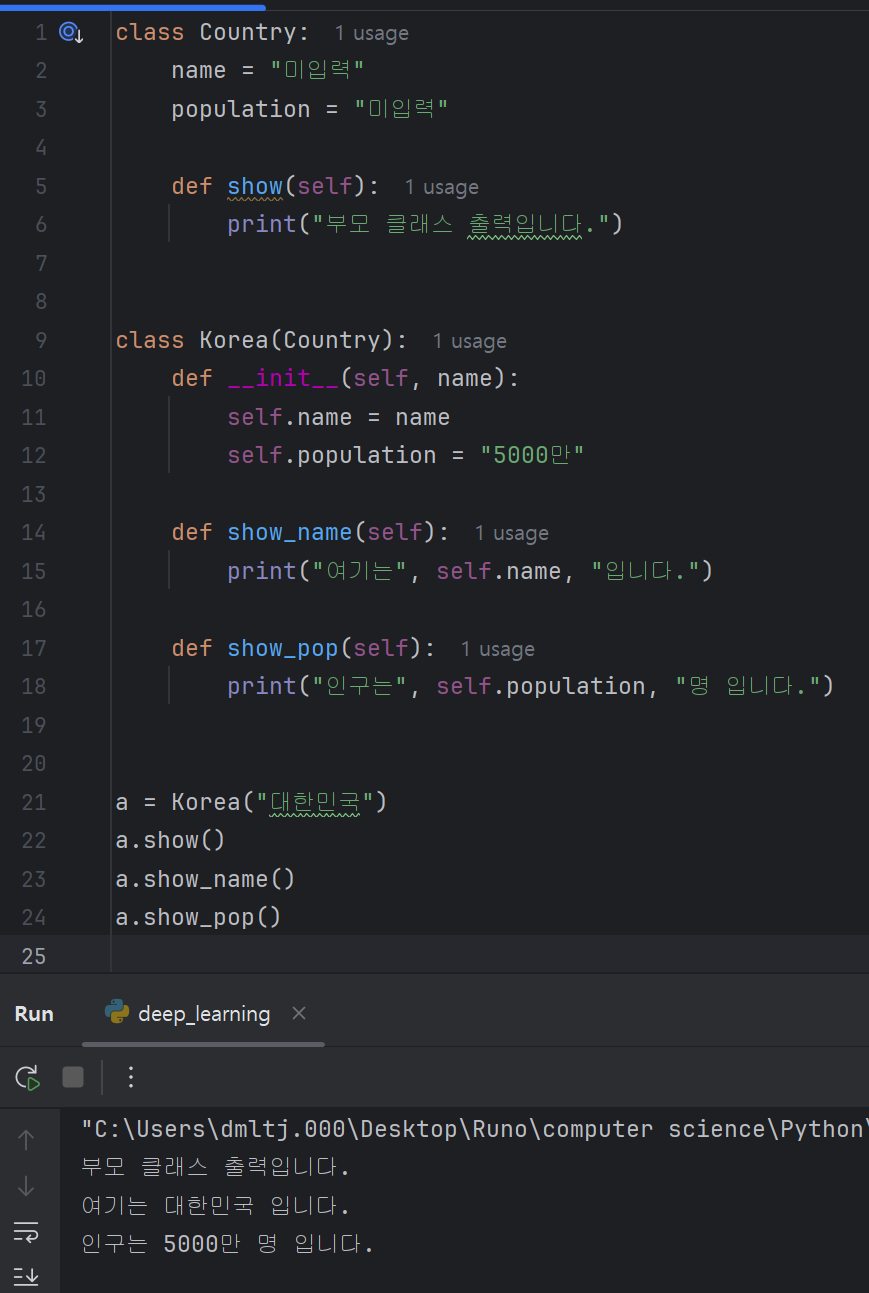 1 class Country: 1 usage
2     name = "미입력"
3     population = "미입력"
4
5     def show(self): 1 usage
6         print("부모 클래스 출력입니다.")
7
8
9 class Korea(Country): 1 usage
10     def __init__(self, name):
11         self.name = name
12         self.population = "5000만"
13
14     def show_name(self): 1 usage
15         print("여기는", self.name, "입니다.")
16
17     def show_pop(self): 1 usage
18         print("인구는", self.population, "명 입니다.")
19
20
21 a = Korea("대한민국")
22 a.show()
23 a.show_name()
24 a.show_pop()
25
Run deep_learning
"C:\Users\dmltj.000\Desktop\Runo\computer science\Python\
부모 클래스 출력입니다.
여기는 대한민국 입니다.
인구는 5000만 명 입니다.